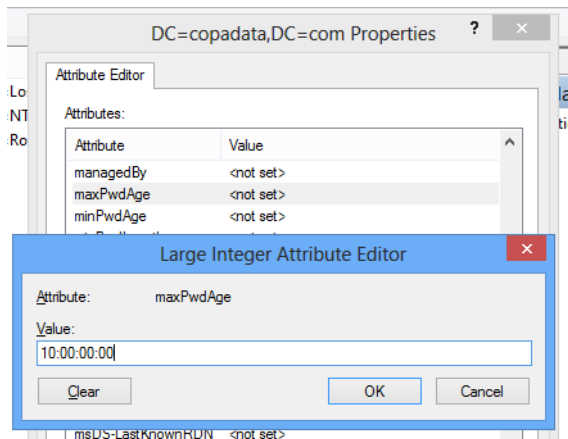 DC=copadata,DC=com Properties ?
Attribute Editor
Attributes:
Attribute Value
managedBy <not set>
maxPwdAge <not set>
minPwdAge <not set>
Large Integer Attribute Editor
Attribute: maxPwdAge
Value:
10:00:00:00
Clear OK Cancel
msDS-LastKnownRDN <not set>